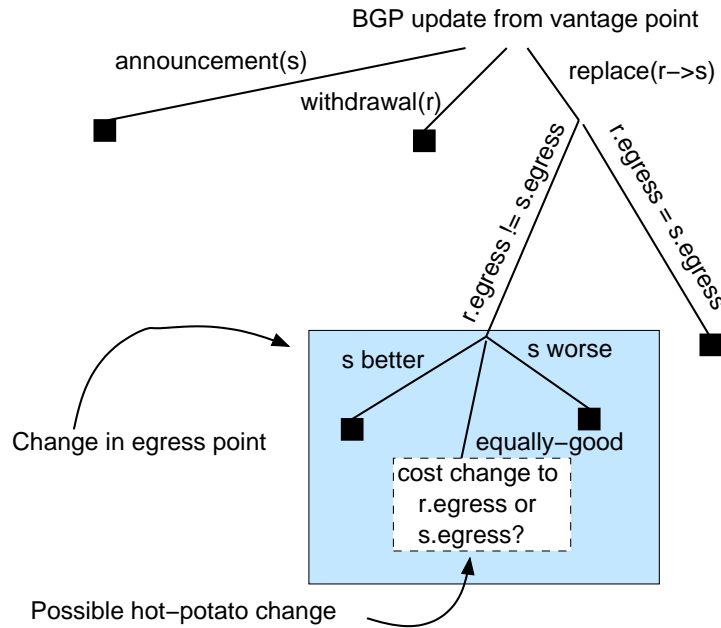 BGP update from vantage point
announcement(s)
withdrawal(r)
replace(r−>s)
r.egress != s.egress
r.egress = s.egress
s better
s worse
Change in egress point
equally−good
cost change to
r.egress or
s.egress?
Possible hot−potato change